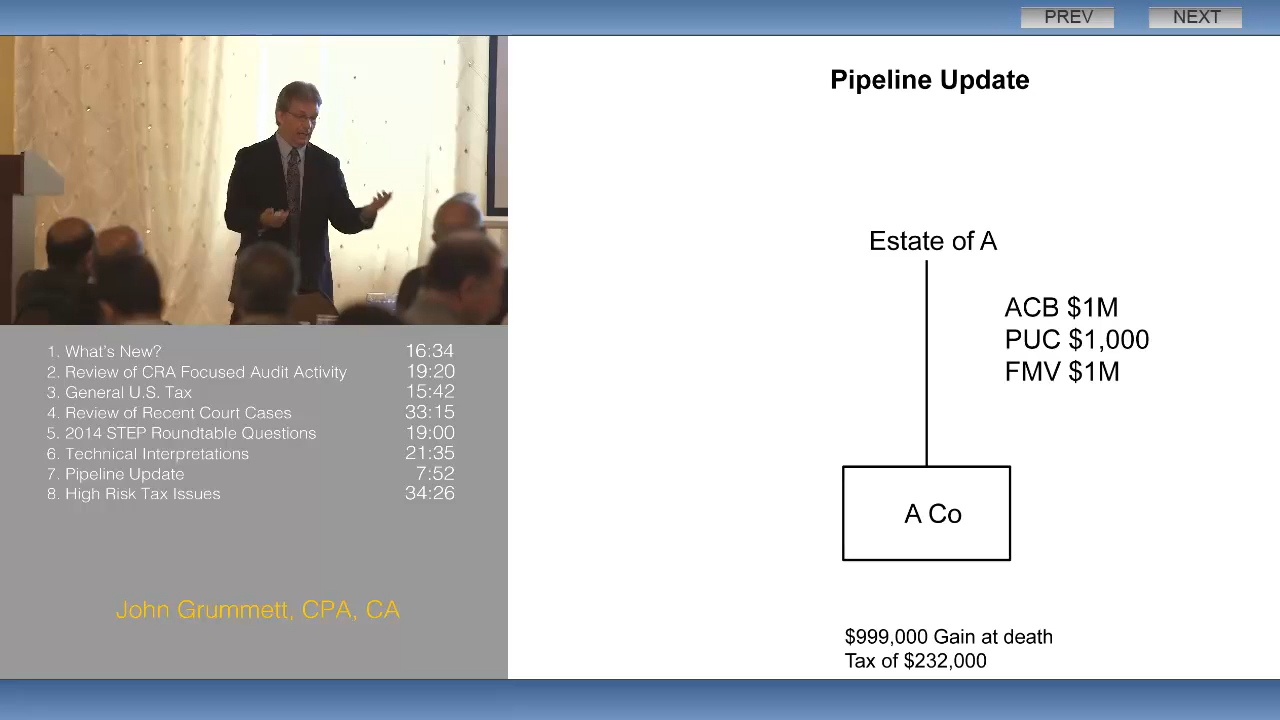 PREV
NEXT
Pipeline Update
Estate of A
ACB $1M
PUC $1,000
FMV $1M
A Co
$999,000 Gain at death
Tax of $232,000
1. What's New? 16:34
2. Review of CRA Focused Audit Activity 19:20
3. General U.S. Tax 15:42
4. Review of Recent Court Cases 33:15
5. 2014 STEP Roundtable Questions 19:00
6. Technical Interpretations 21:35
7. Pipeline Update 7:52
8. High Risk Tax Issues 34:26
John Grummett, CPA, CA